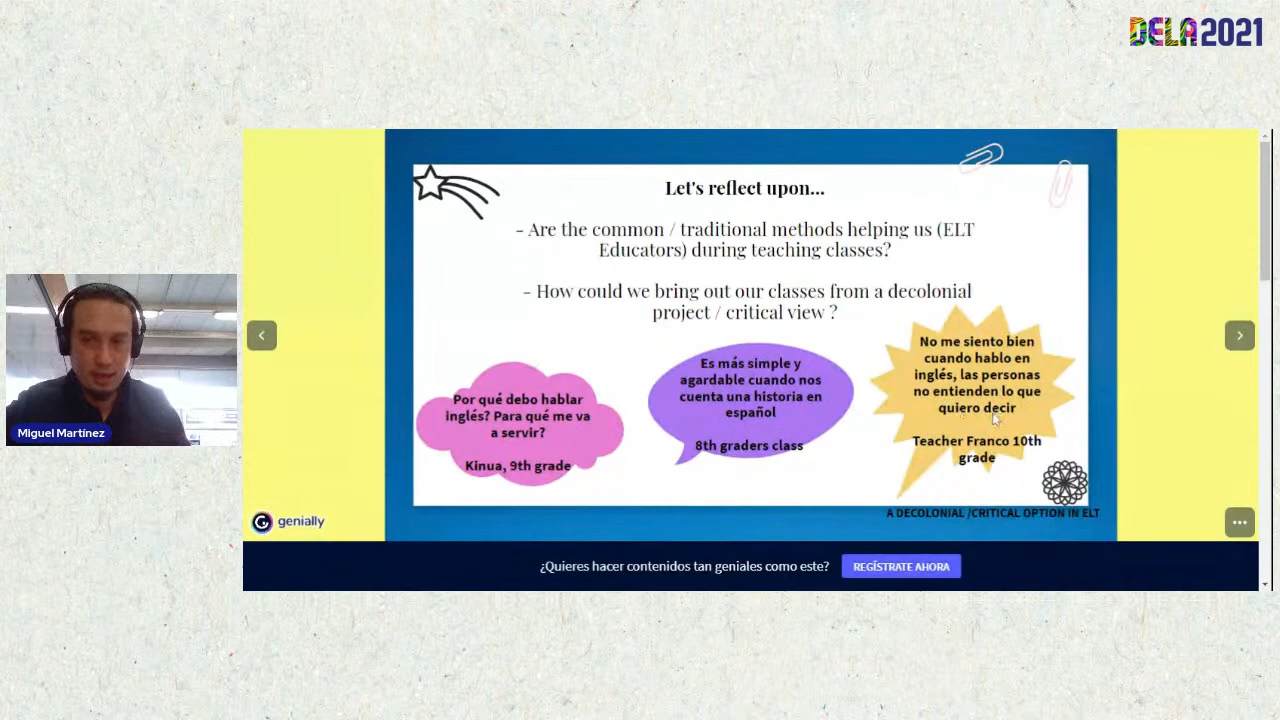 DELA 2021
Let's reflect upon...
- Are the common / traditional methods helping us (ELT
Educators) during teaching classes?
- How could we bring out our classes from a decolonial
project / critical view ?
Por qué debo hablar
inglés? Para qué me va
a servir?
Kinua, 9th grade
Es más simple y
agardable cuando nos
cuenta una historia en
español
8th graders class
No me siento bien
cuando hablo en
inglés, las personas
no entienden lo que
quiero decir
Teacher Franco 10th
grade
A DECOLONIAL /CRITICAL OPTION IN ELT
Miguel Martínez
genially
¿Quieres hacer contenidos tan geniales como este?
REGÍSTRATE AHORA